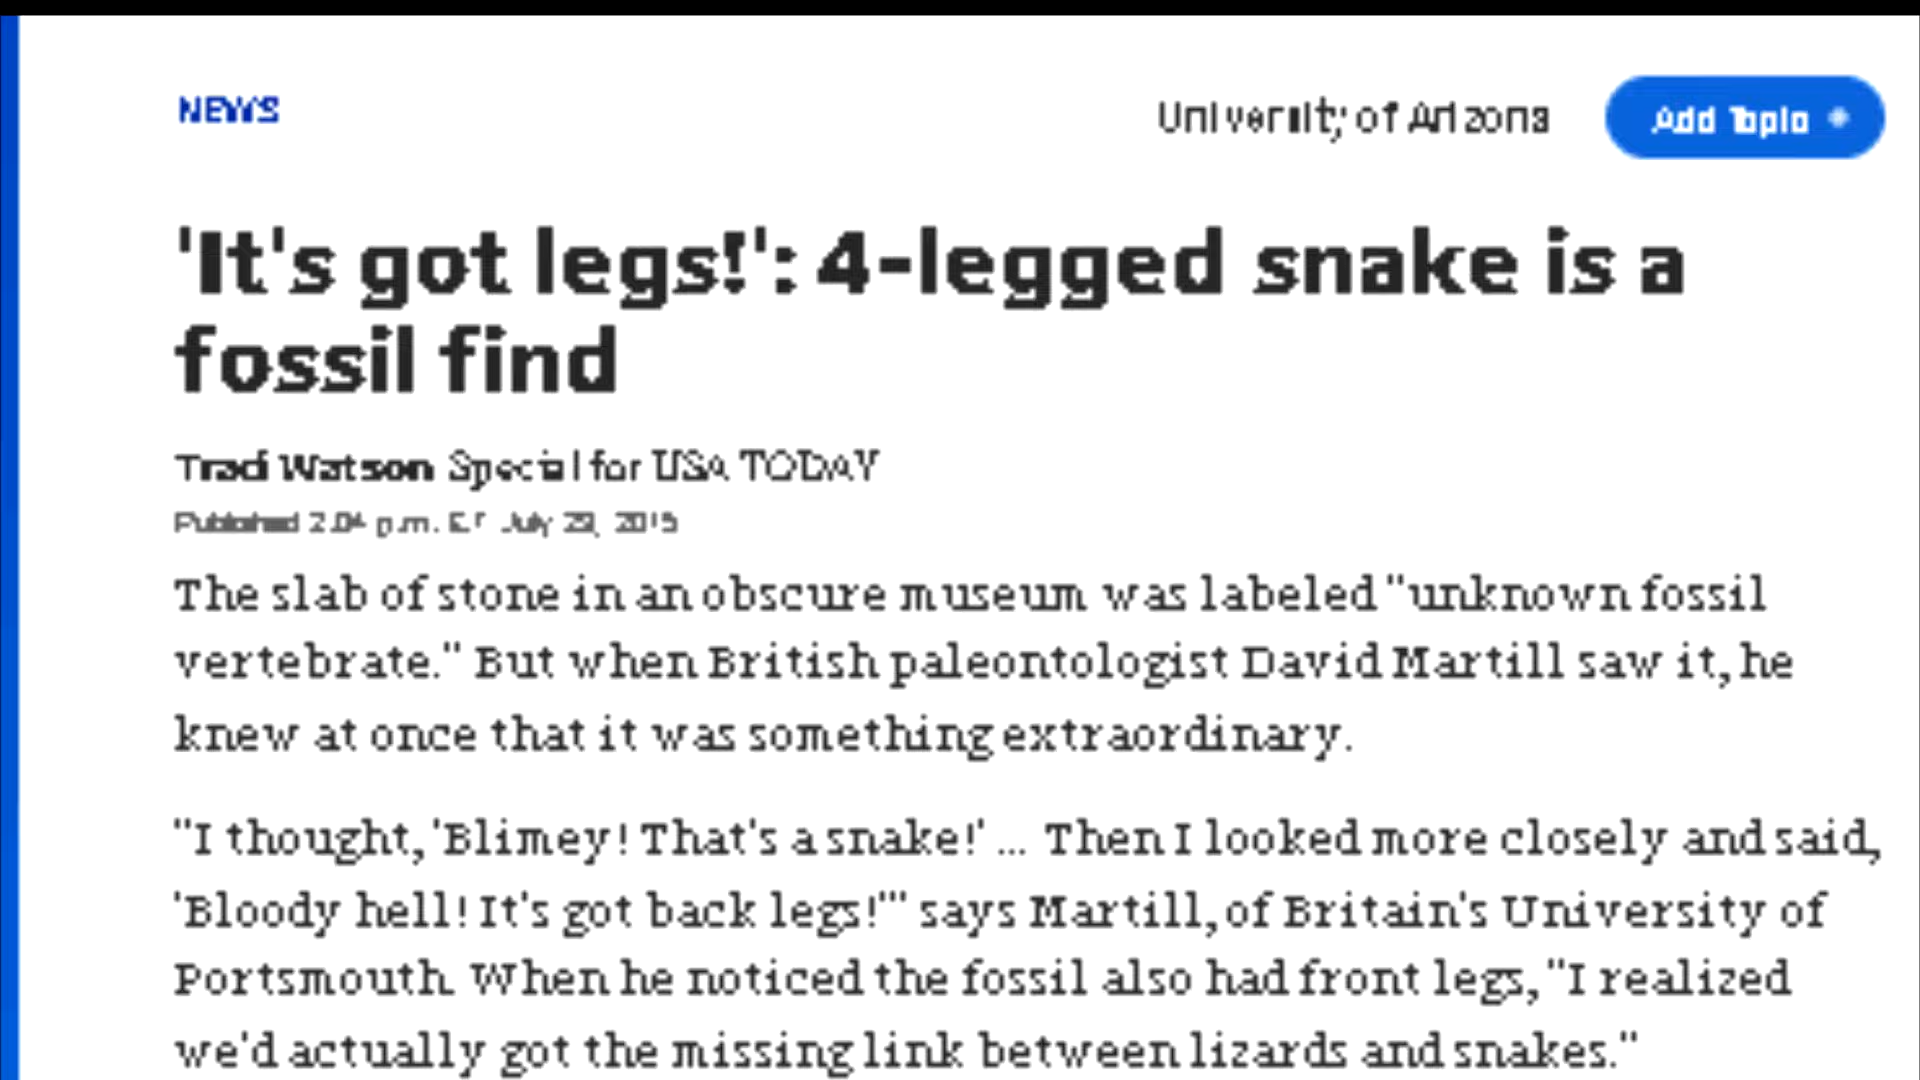 NEWS
University of Arizona
Add Topic
'It's got legs!': 4-legged snake is a
fossil find
Traci Watson Special for USA TODAY
Published 2:04 p.m. ET July 23, 2015
The slab of stone in an obscure museum was labeled "unknown fossil
vertebrate." But when British paleontologist David Martill saw it, he
knew at once that it was something extraordinary.
"I thought, 'Blimey! That's a snake!' ... Then I looked more closely and said,
'Bloody hell! It's got back legs!'" says Martill, of Britain's University of
Portsmouth. When he noticed the fossil also had front legs, "I realized
we'd actually got the missing link between lizards and snakes."